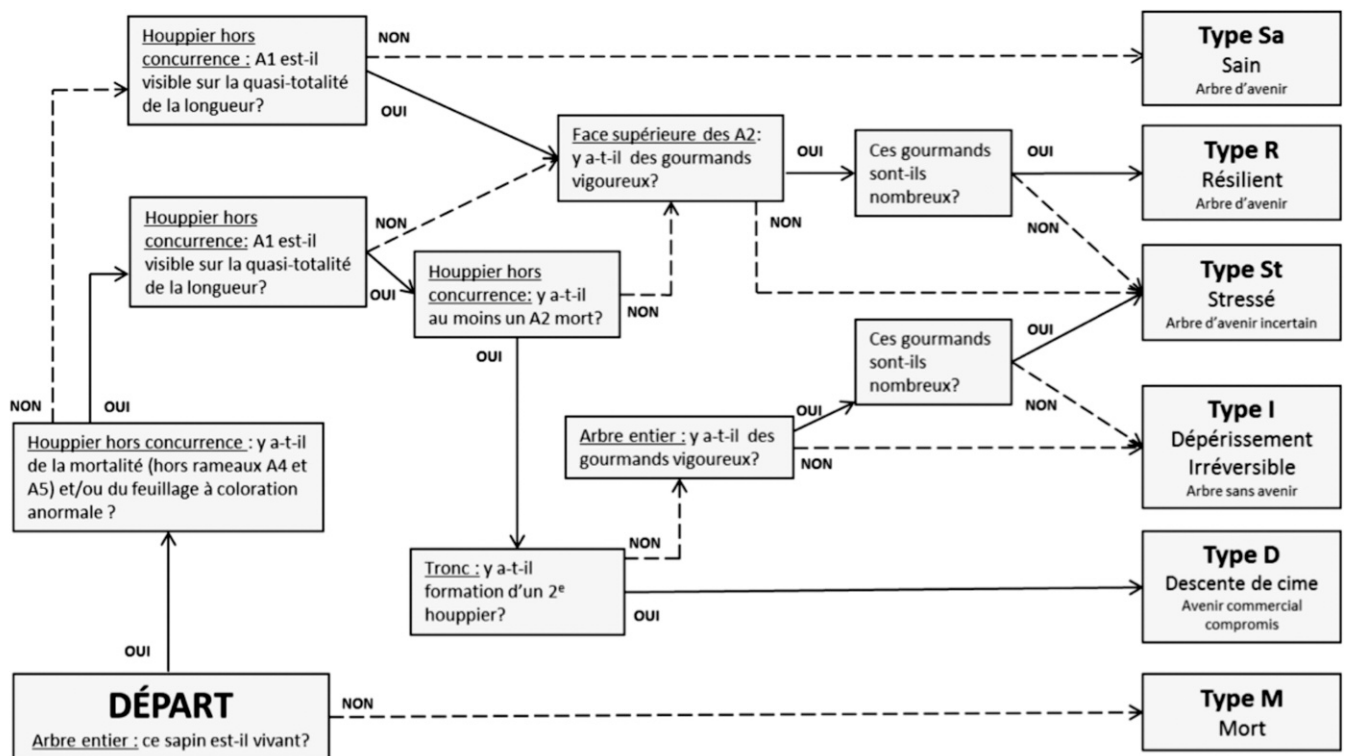 Houppier hors
concurrence : A1 est-il
visible sur la quasi-totalité
de la longueur?
NON
OUI
Type Sa
Sain
Arbre d'avenir
Face supérieure des A2:
y a-t-il des gourmands
vigoureux?
OUI
NON
Ces gourmands
sont-ils
nombreux?
OUI
NON
Type R
Résilient
Arbre d'avenir
Houppier hors
concurrence: A1 est-il
visible sur la quasi-totalité
de la longueur?
NON
OUI
Houppier hors
concurrence: y a-t-il
au moins un A2 mort?
NON
OUI
Type St
Stressé
Arbre d'avenir incertain
Ces gourmands
sont-ils
nombreux?
OUI
NON
NON
OUI
Houppier hors concurrence : y a-t-il
de la mortalité (hors rameaux A4 et
A5) et/ou du feuillage à coloration
anormale ?
Arbre entier : y a-t-il des
gourmands vigoureux?
OUI
NON
Type I
Dépérissement
Irréversible
Arbre sans avenir
Tronc : y a-t-il
formation d'un 2e
houppier?
NON
OUI
Type D
Descente de cime
Avenir commercial
compromis
OUI
DÉPART
Arbre entier : ce sapin est-il vivant?
NON
Type M
Mort